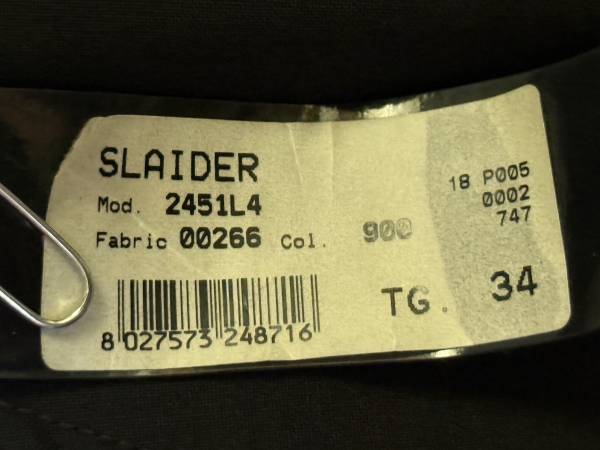 SLAIDER
Mod. 2451L4
Fabric 00266 Col. 900
18 P005
0002
747
TG. 34
8 027573 248716